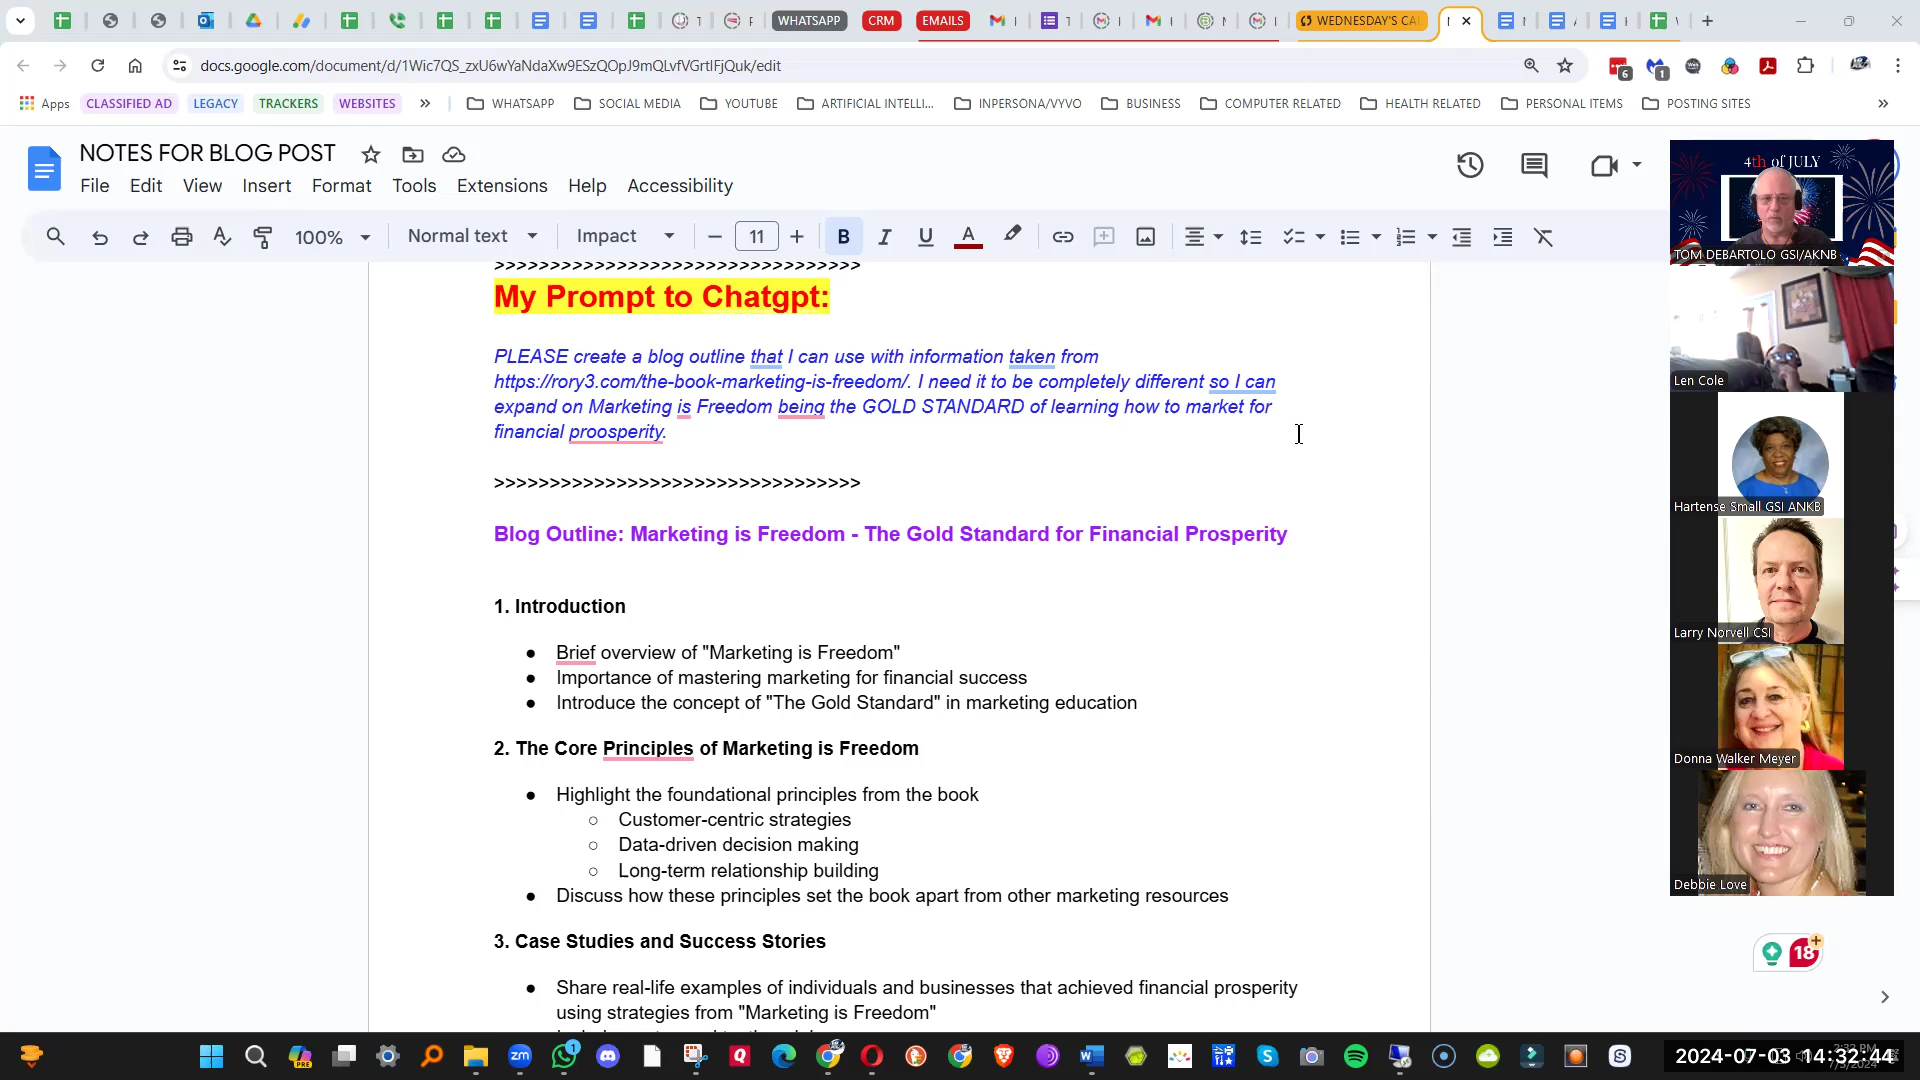 WHATSAPP
CRM
EMAILS
WEDNESDAY'S CA
docs.google.com/document/d/1Wic7QS_zxU6wYaNdaXw9ESzQOpJ9mQLvfVGrtlFjQuk/edit
6
1
Apps
CLASSIFIED AD
LEGACY
TRACKERS
WEBSITES
WHATSAPP
SOCIAL MEDIA
YOUTUBE
ARTIFICIAL INTELLI...
INPERSONA/VYVO
BUSINESS
COMPUTER RELATED
HEALTH RELATED
PERSONAL ITEMS
POSTING SITES
NOTES FOR BLOG POST
File Edit View Insert Format Tools Extensions Help Accessibility
100%
Normal text
Impact
11
>>>>>>>>>>>>>>>>>>>>>>>>>>>>>>>>>
My Prompt to Chatgpt:
PLEASE create a blog outline that I can use with information taken from
https://rory3.com/the-book-marketing-is-freedom/. I need it to be completely different so I can
expand on Marketing is Freedom being the GOLD STANDARD of learning how to market for
financial proosperity.
>>>>>>>>>>>>>>>>>>>>>>>>>>>>>>>>>
Blog Outline: Marketing is Freedom - The Gold Standard for Financial Prosperity
1. Introduction
● Brief overview of "Marketing is Freedom"
● Importance of mastering marketing for financial success
● Introduce the concept of "The Gold Standard" in marketing education
2. The Core Principles of Marketing is Freedom
● Highlight the foundational principles from the book
○ Customer-centric strategies
○ Data-driven decision making
○ Long-term relationship building
● Discuss how these principles set the book apart from other marketing resources
3. Case Studies and Success Stories
● Share real-life examples of individuals and businesses that achieved financial prosperity
using strategies from "Marketing is Freedom"
4th of JULY
TOM DEBARTOLO GSI/AKNB
Len Cole
Hartense Small GSI ANKB
Larry Norvell CSI
Donna Walker Meyer
Debbie Love
18
2024-07-03 14:32:44